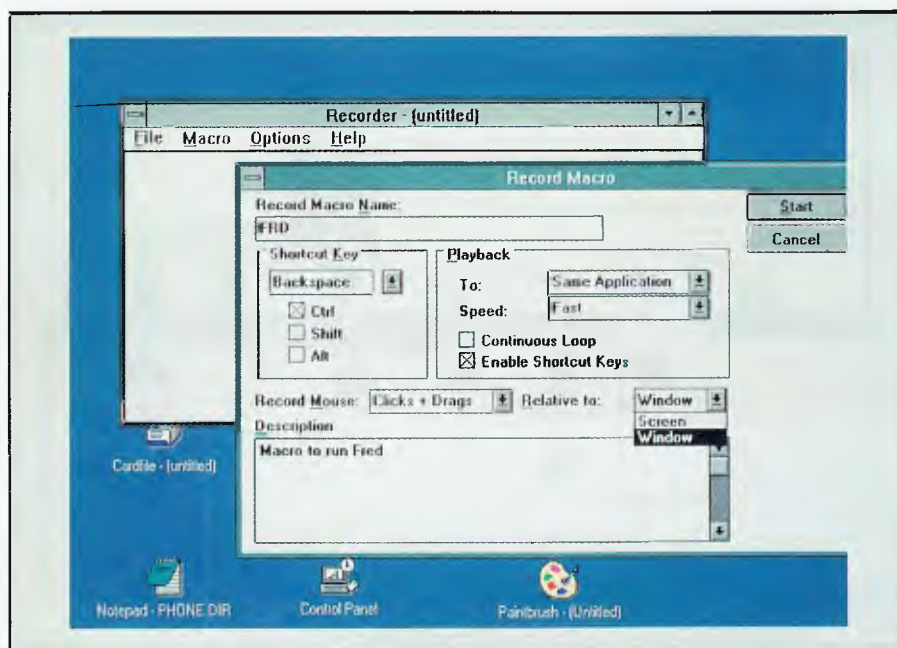 Recorder - (untitled)
File Macro Options Help
Record Macro
Record Macro Name:
FRD
Start
Cancel
Shortcut Key
Backspace
Ctrl
Shift
Alt
Playback
To: Same Application
Speed: Fast
Continuous Loop
Enable Shortcut Keys
Record Mouse: Clicks + Drags Relative to: Window
Screen
Window
Description
Macro to run Fred
Cardfile - (untitled)
Notepad - PHONE.DIR
Control Panel
Paintbrush - (Untitled)